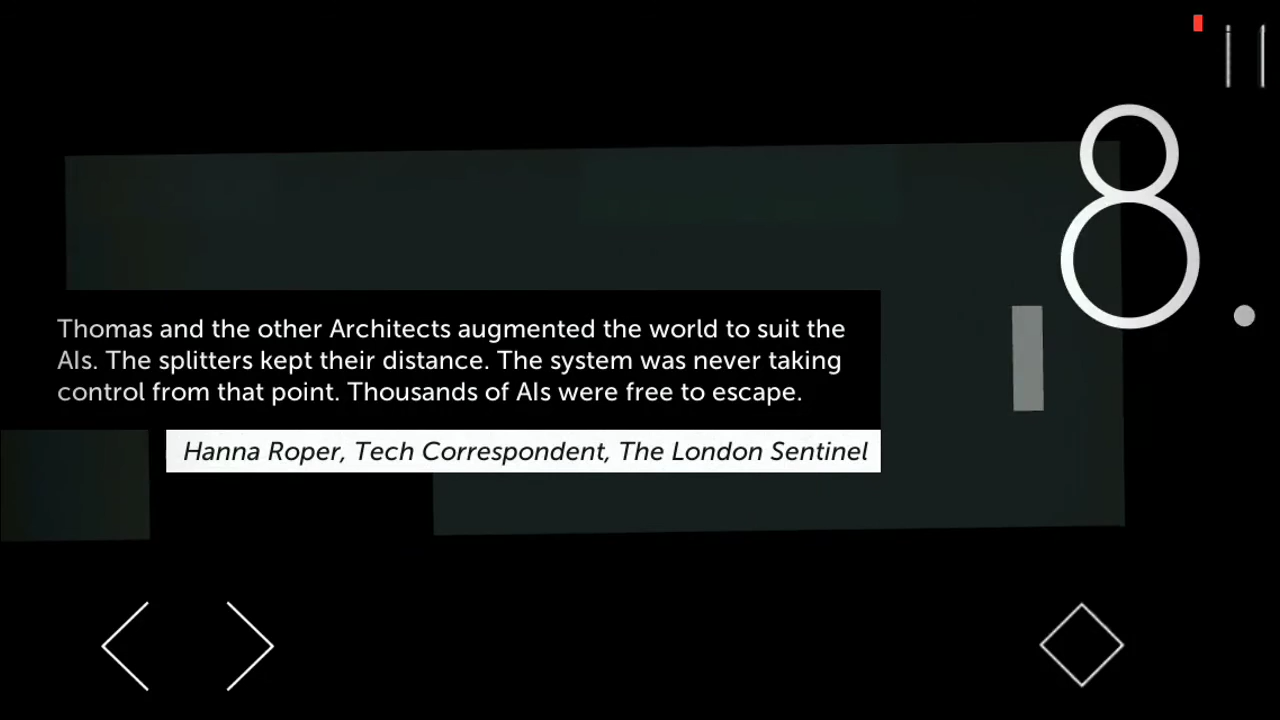 8.
Thomas and the other Architects augmented the world to suit the
AIs. The splitters kept their distance. The system was never taking
control from that point. Thousands of AIs were free to escape.
Hanna Roper, Tech Correspondent, The London Sentinel